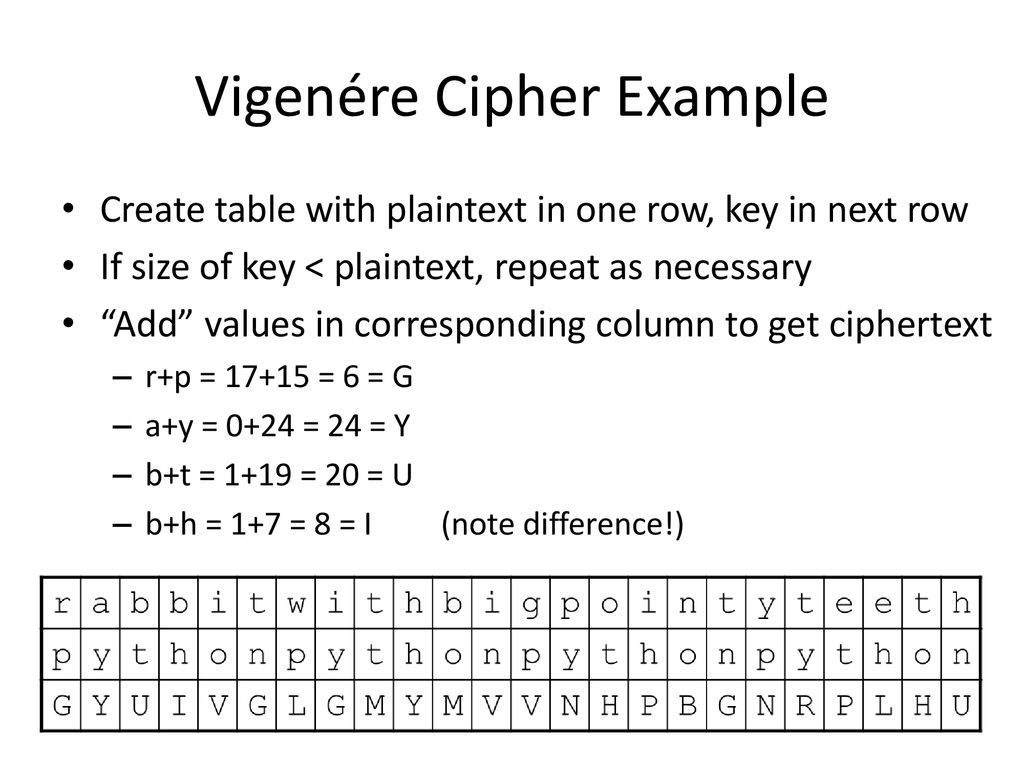 Vigenére Cipher Example
• Create table with plaintext in one row, key in next row
• If size of key < plaintext, repeat as necessary
• “Add” values in corresponding column to get ciphertext
– r+p = 17+15 = 6 = G
– a+y = 0+24 = 24 = Y
– b+t = 1+19 = 20 = U
– b+h = 1+7 = 8 = I (note difference!)
r a b b i t w i t h b i g p o i n t y t e e t h
p y t h o n p y t h o n p y t h o n p y t h o n
G Y U I V G L G M Y M V V N H P B G N R P L H U